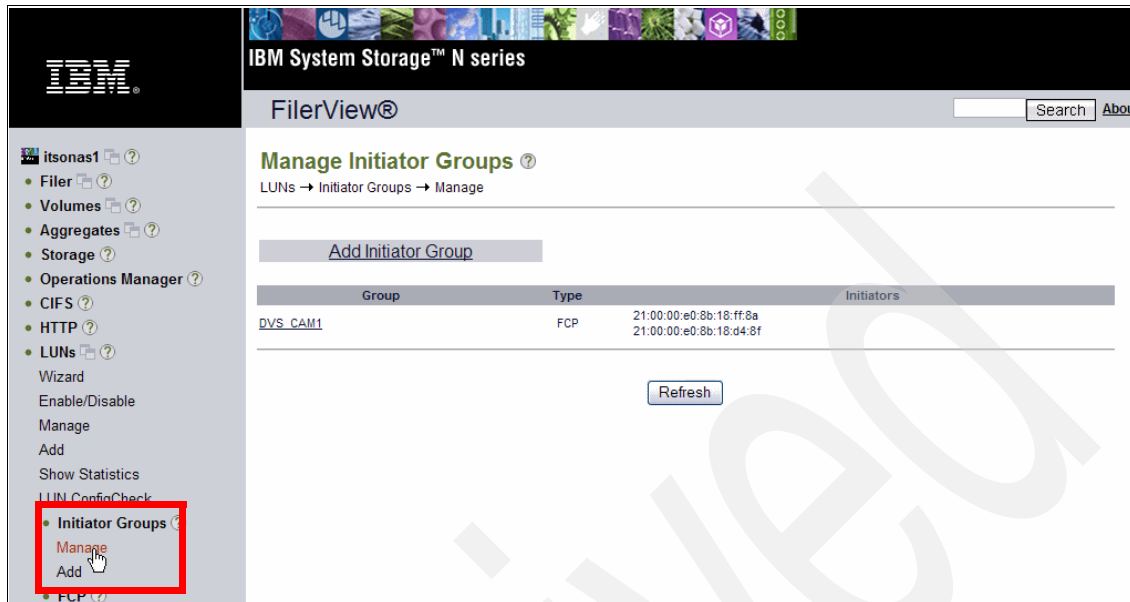 IBM®
IBM System Storage™ N series
FilerView®
Search
Abou
itsonas1
Filer
Volumes
Aggregates
Storage
Operations Manager
CIFS
HTTP
LUNs
Wizard
Enable/Disable
Manage
Add
Show Statistics
LUN ConfigCheck
Initiator Groups
Manage
Add
FCP
Manage Initiator Groups
LUNs → Initiator Groups → Manage
Add Initiator Group
Group Type Initiators
DVS_CAM1 FCP 21:00:00:e0:8b:18:ff:8a
21:00:00:e0:8b:18:d4:8f
Refresh
ived